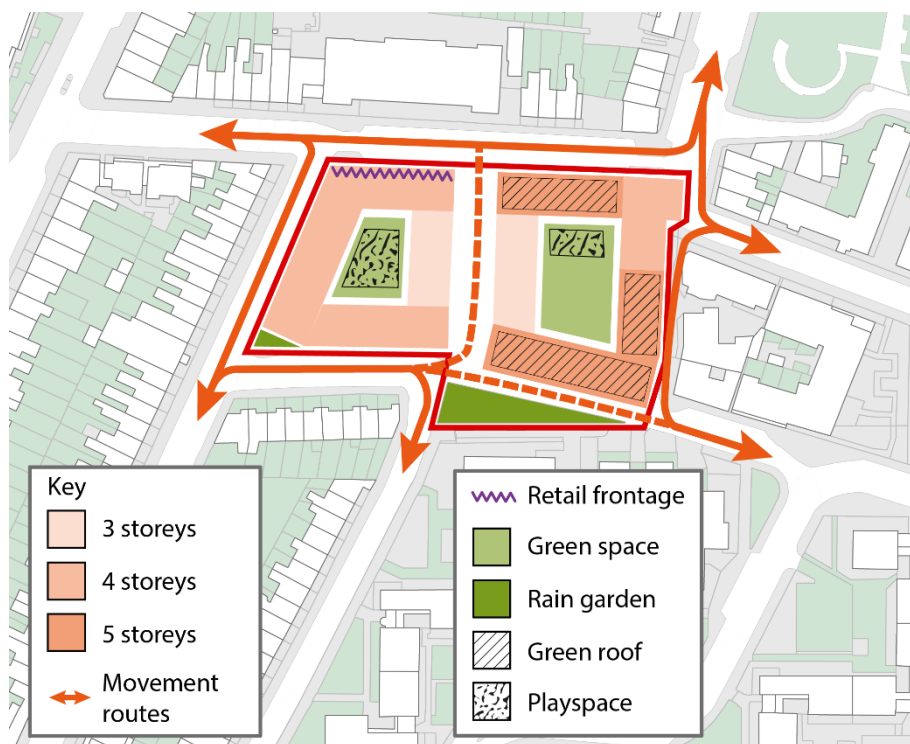 Key
3 storeys
4 storeys
5 storeys
Movement
routes
Retail frontage
Green space
Rain garden
Green roof
Playspace